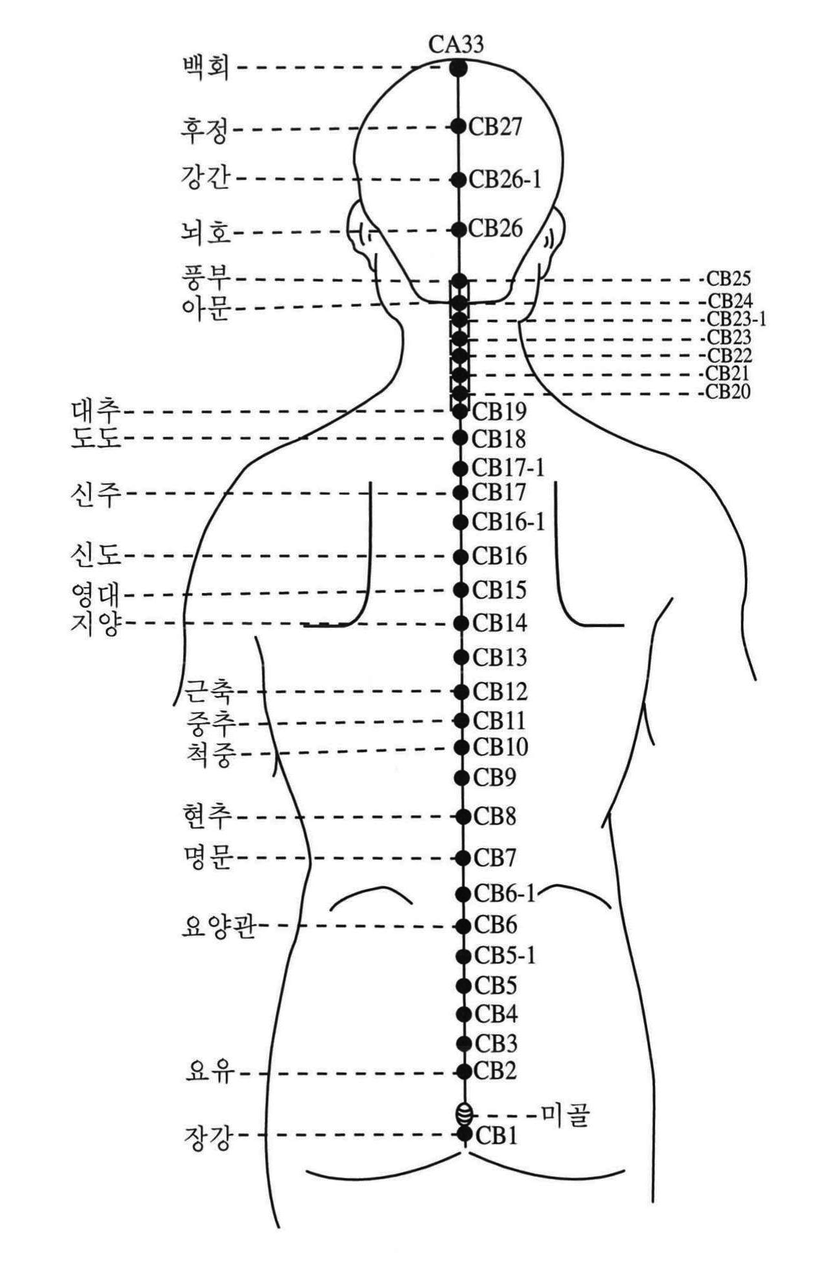 CA33
백회
후정 CB27
강간 CB26-1
뇌호 CB26
풍부 CB25
아문 CB24
CB23-1
CB23
CB22
CB21
CB20
대추 CB19
도도 CB18
CB17-1
신주 CB17
CB16-1
신도 CB16
영대 CB15
지양 CB14
CB13
근축 CB12
중추 CB11
척중 CB10
CB9
현추 CB8
명문 CB7
CB6-1
요양관 CB6
CB5-1
CB5
CB4
CB3
요유 CB2
미골
장강 CB1